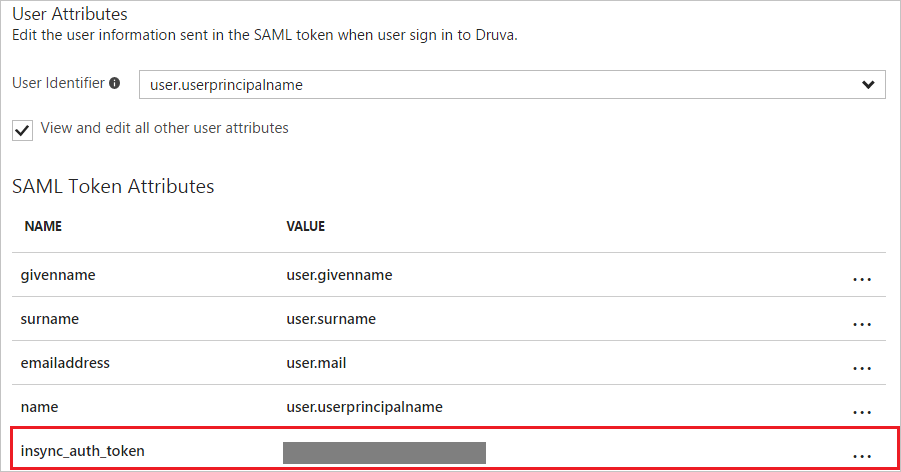 User Attributes
Edit the user information sent in the SAML token when user sign in to Druva.
User Identifier
user.userprincipalname
View and edit all other user attributes
SAML Token Attributes
NAME VALUE
givenname user.givenname ...
surname user.surname ...
emailaddress user.mail ...
name user.userprincipalname ...
insync_auth_token ...